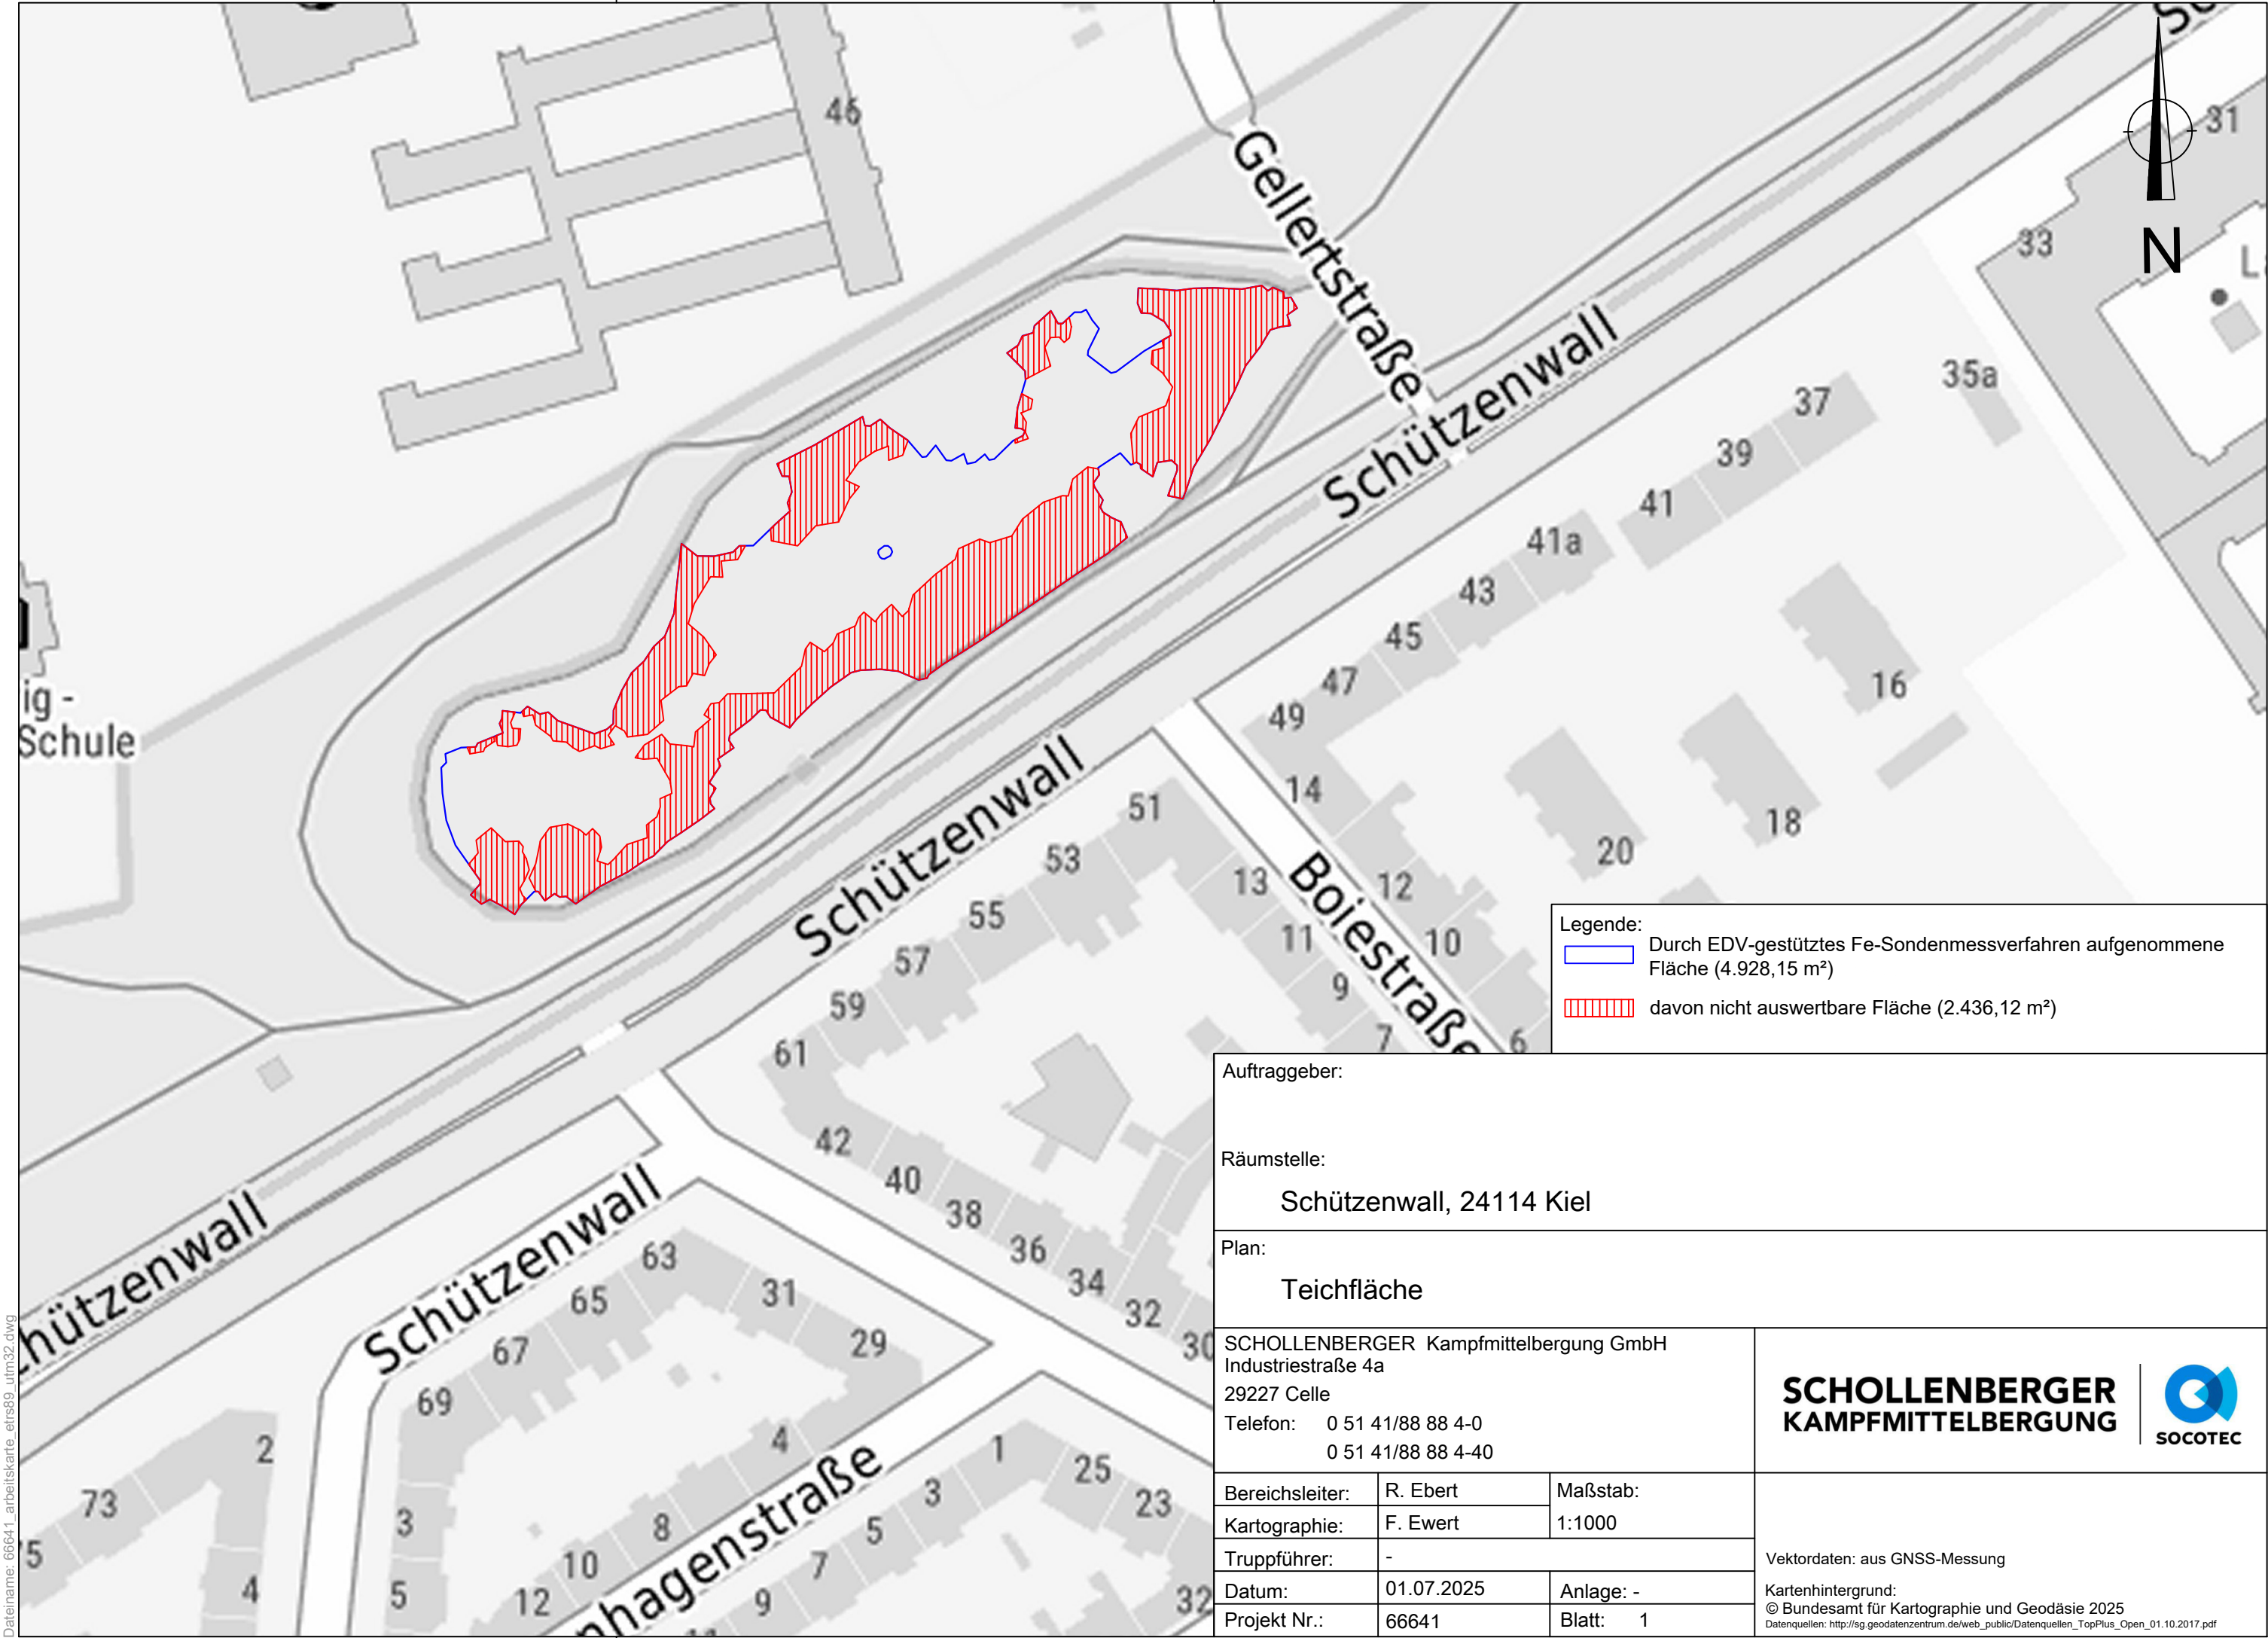 46
Gellertstraße
31
33
N
35a
37
39
41
41a
43
45
47
49
Schützenwall
16
18
20
14
12
10
6
ig -
Schule
Schützenwall
51
53
55
57
59
61
13
11
9
7
Boiestraße
42
40
38
36
34
32
30
Schützenwall
63
65
67
69
31
29
hützenwall
2
73
5
4
3
5
4
8
10
12
nhagenstraße
1
3
5
7
9
25
23
32
Legende:
Durch EDV-gestütztes Fe-Sondenmessverfahren aufgenommene
Fläche (4.928,15 m²)
davon nicht auswertbare Fläche (2.436,12 m²)
Auftraggeber:
Räumstelle:
Schützenwall, 24114 Kiel
Plan:
Teichfläche
SCHOLLENBERGER Kampfmittelbergung GmbH
Industriestraße 4a
29227 Celle
Telefon: 0 51 41/88 88 4-0
0 51 41/88 88 4-40
SCHOLLENBERGER
KAMPFMITTELBERGUNG
SOCOTEC
Bereichsleiter: R. Ebert
Maßstab:
Kartographie: F. Ewert
1:1000
Truppführer: -
Datum: 01.07.2025
Anlage: -
Projekt Nr.: 66641
Blatt: 1
Vektordaten: aus GNSS-Messung
Kartenhintergrund:
© Bundesamt für Kartographie und Geodäsie 2025
Datenquellen: http://sg.geodatenzentrum.de/web_public/Datenquellen_TopPlus_Open_01.10.2017.pdf
Dateiname: 66641_arbeitskarte_etrs89_utm32.dwg